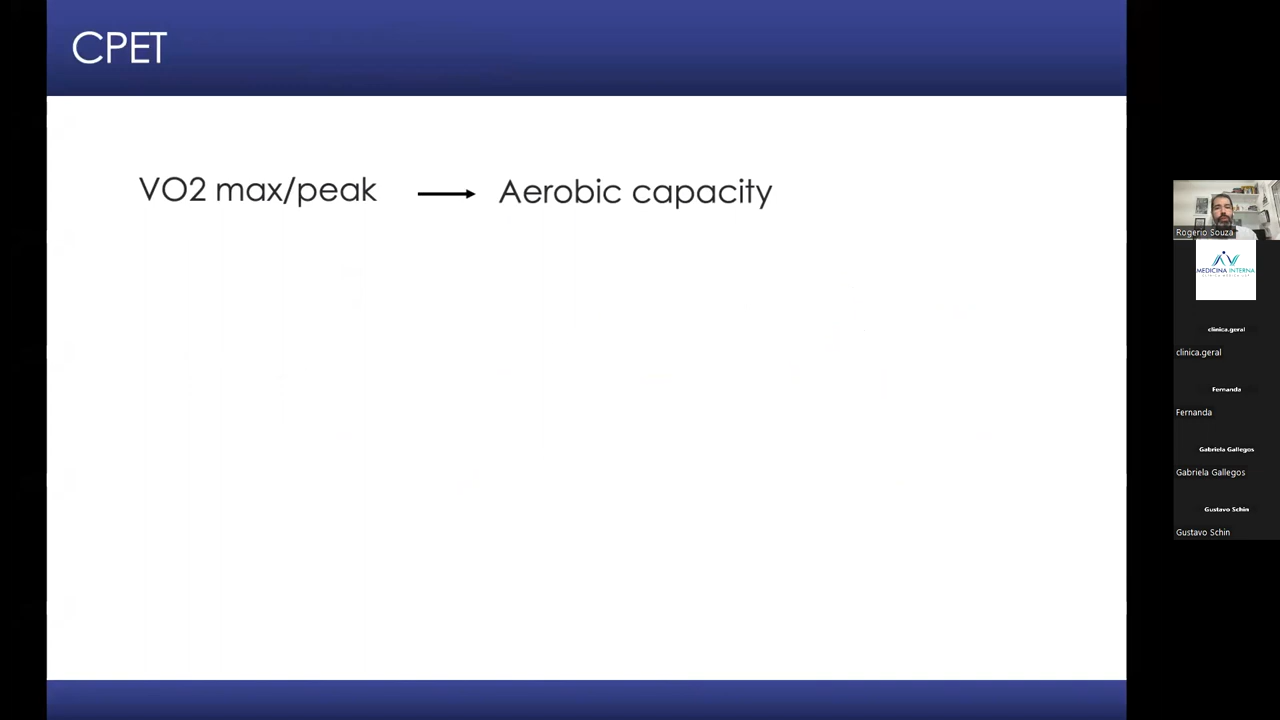 CPET
VO2 max/peak
Aerobic capacity
Rogerio Souza
MEDICINA INTERNA
clinica.geral
clinica.geral
Fernanda
Fernanda
Gabriela Gallegos
Gabriela Gallegos
Gustavo Schin
Gustavo Schin